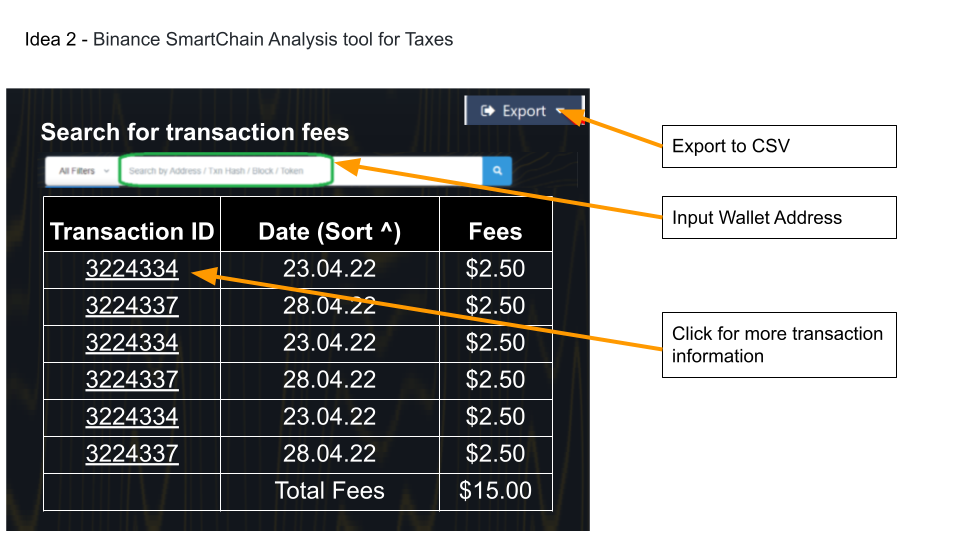 Idea 2 - Binance SmartChain Analysis tool for Taxes
Export
Export to CSV
Search for transaction fees
All Filters
Search by Address / Txn Hash / Block / Token
Input Wallet Address
Transaction ID Date (Sort ^) Fees
3224334 23.04.22 $2.50
3224337 28.04.22 $2.50
3224334 23.04.22 $2.50
3224337 28.04.22 $2.50
3224334 23.04.22 $2.50
3224337 28.04.22 $2.50
Total Fees $15.00
Click for more transaction
information